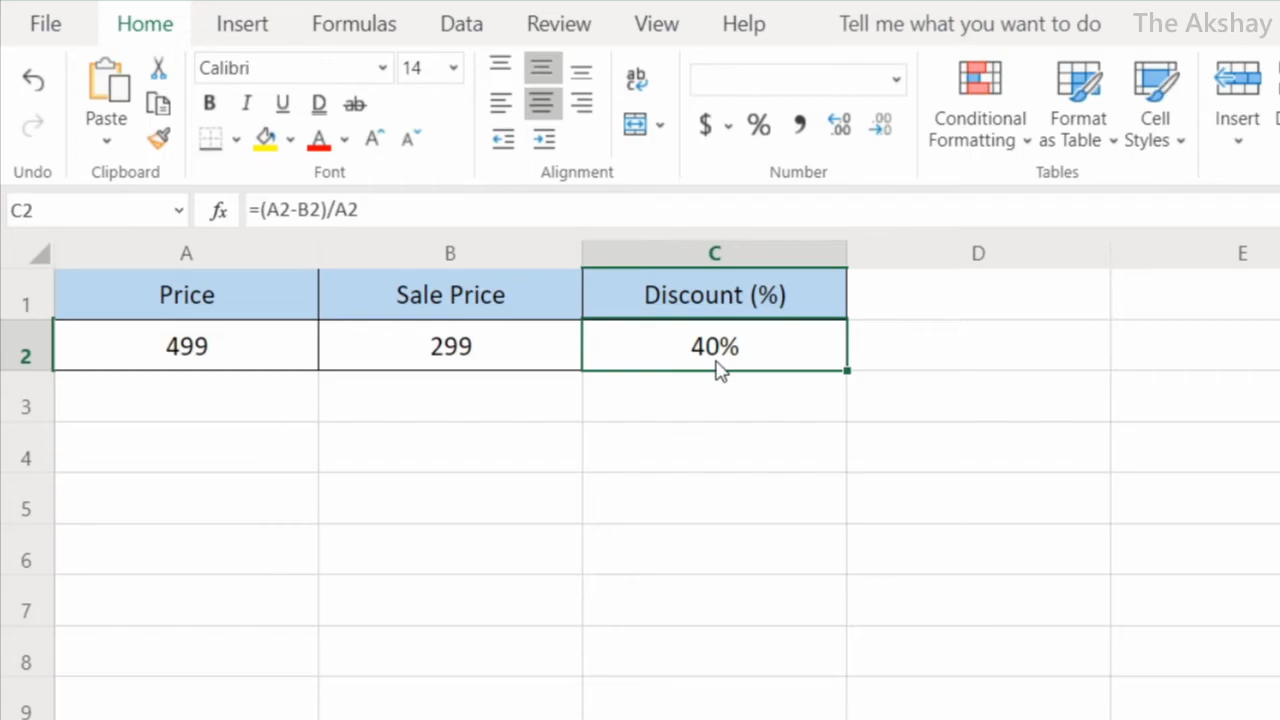 File Home Insert Formulas Data Review View Help Tell me what you want to do The Akshay
Calibri 14
ab
Paste B I U D ab
$ % Conditional Format Cell Insert
A A A Formatting as Table Styles
Undo Clipboard Font Alignment Number Tables
C2 fx =(A2-B2)/A2
A B C D E
1 Price Sale Price Discount (%)
2 499 299 40%
3
4
5
6
7
8
9